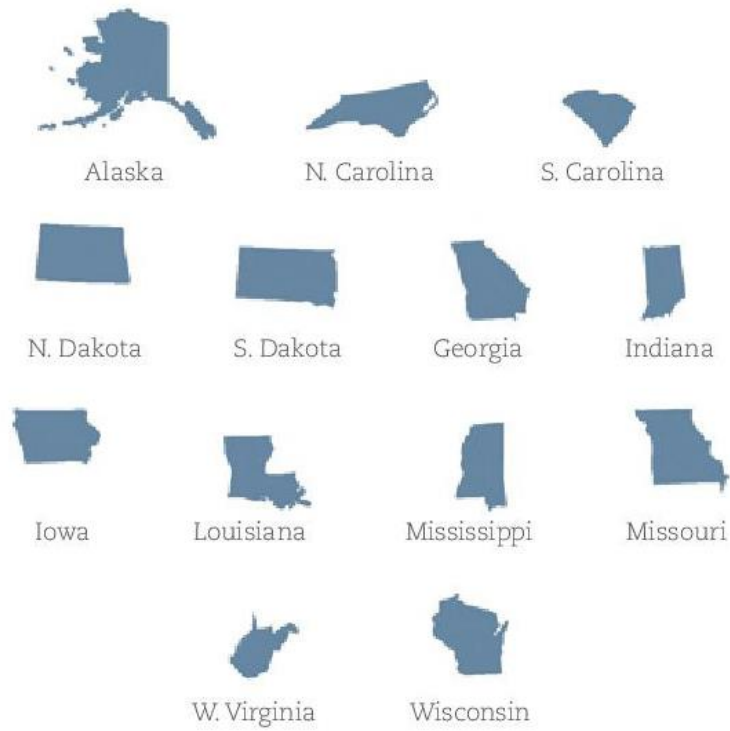 Alaska
N. Carolina
S. Carolina
N. Dakota
S. Dakota
Georgia
Indiana
Iowa
Louisiana
Mississippi
Missouri
W. Virginia
Wisconsin